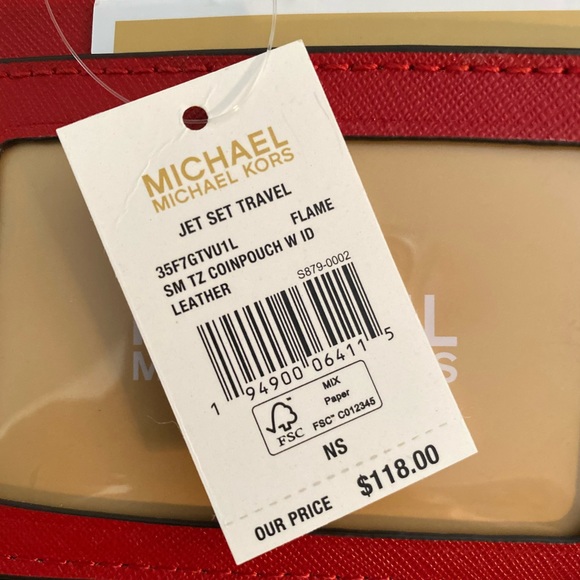 MICHAEL
MICHAEL KORS
JET SET TRAVEL
35F7GTVU1L FLAME
SM TZ COINPOUCH W ID
LEATHER S879-0002
1 94900 06411 5
FSC
MIX
Paper
FSC™ C012345
NS
OUR PRICE $118.00